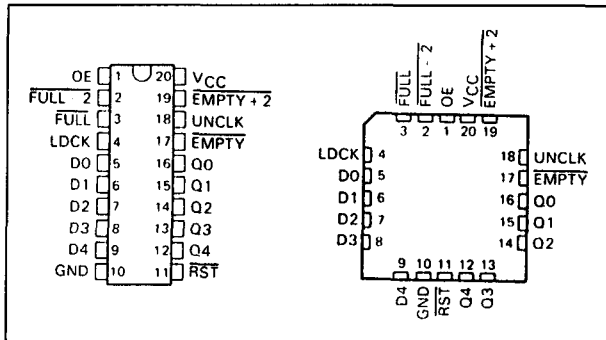 OE 1 20 VCC
FULL - 2 2 19 EMPTY + 2
FULL 3 18 UNCLK
LDCK 4 17 EMPTY
D0 5 16 Q0
D1 6 15 Q1
D2 7 14 Q2
D3 8 13 Q3
D4 9 12 Q4
GND 10 11 RST
FULL
FULL - 2
OE
VCC
EMPTY + 2
3 2 1 20 19
LDCK 4 18 UNCLK
D0 5 17 EMPTY
D1 6 16 Q0
D2 7 15 Q1
D3 8 14 Q2
9 10 11 12 13
D4
GND
RST
Q4
Q3